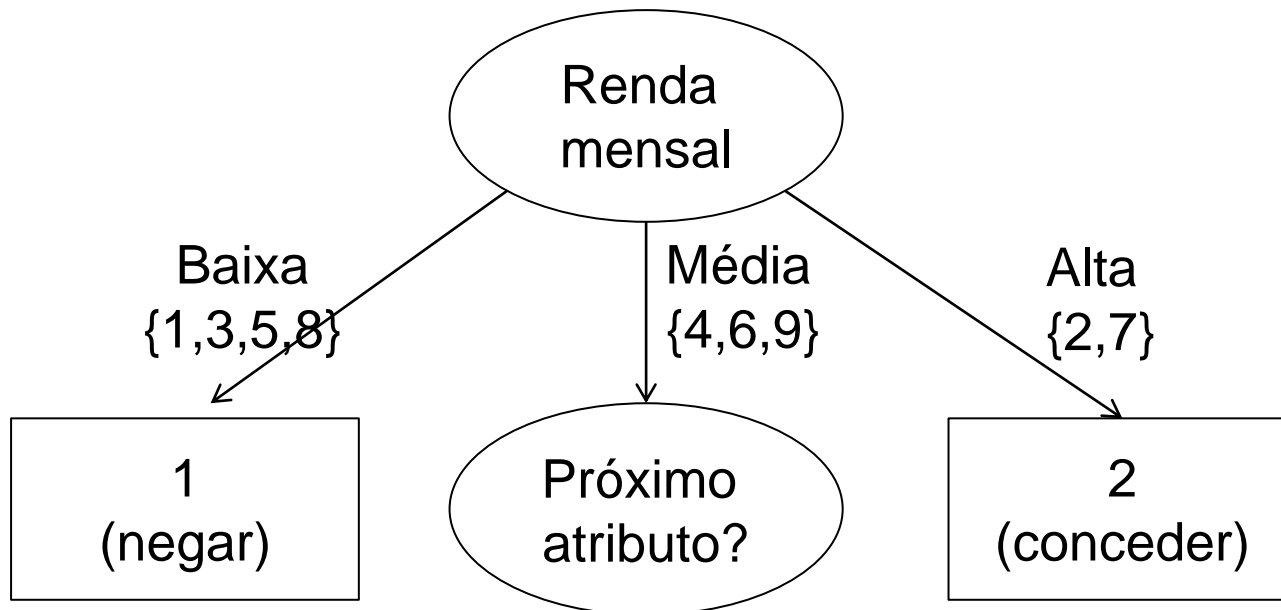 Renda
mensal
Baixa
{1,3,5,8}
Média
{4,6,9}
Alta
{2,7}
1
(negar)
Próximo
atributo?
2
(conceder)